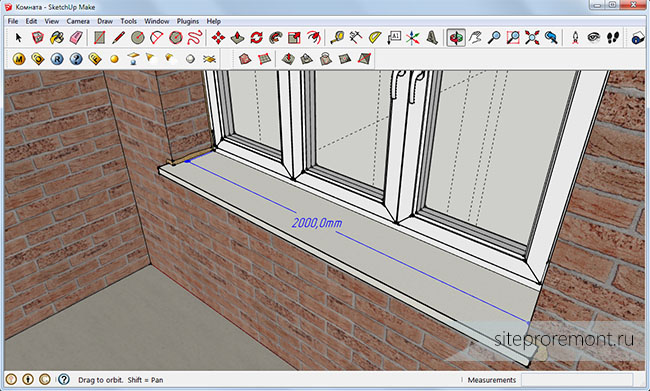 Комната - SketchUp Make
File Edit View Camera Draw Tools Window Plugins Help
2000,0mm
siteproremont.ru
Drag to orbit. Shift = Pan
Measurements